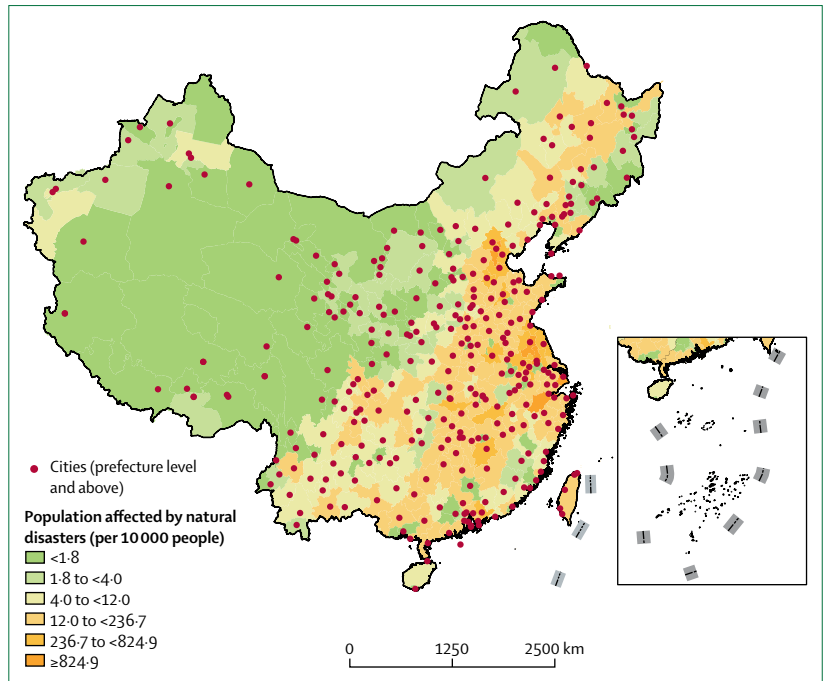 Cities (prefecture level
and above)
Population affected by natural
disasters (per 10 000 people)
<1·8
1·8 to <4·0
4·0 to <12·0
12·0 to <236·7
236·7 to <824·9
≥824·9
0 1250 2500 km